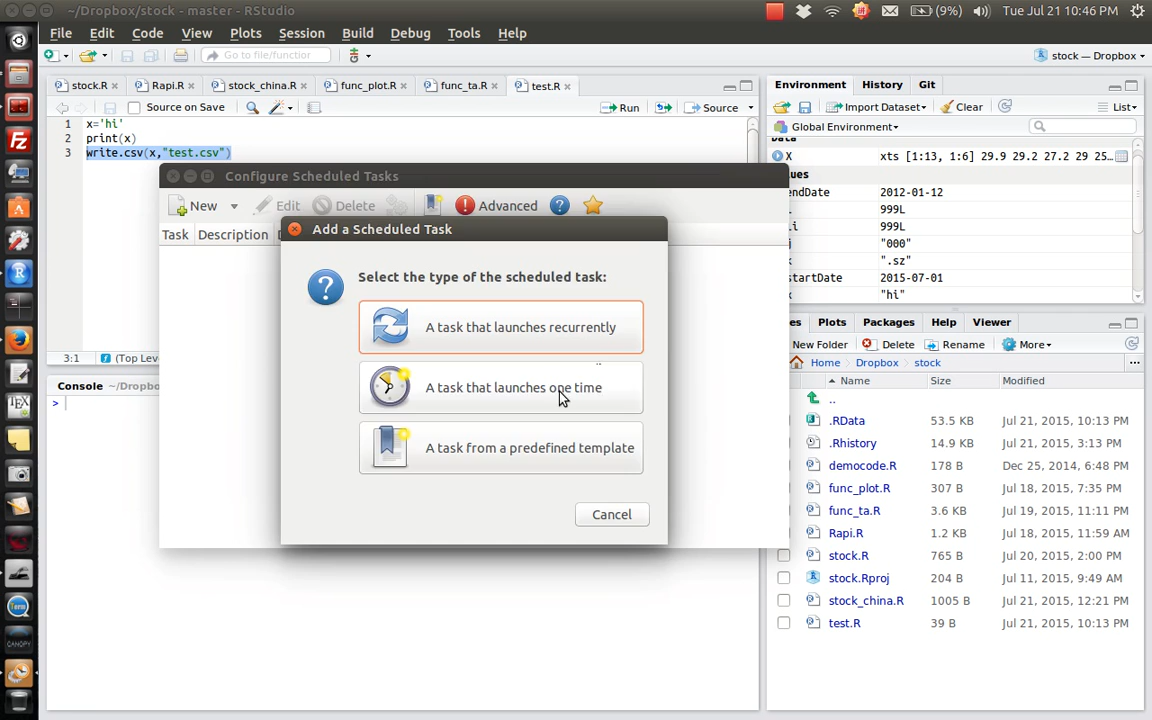 ~/Dropbox/stock - master - RStudio
(9%) Tue Jul 21 10:46 PM
File Edit Code View Plots Session Build Debug Tools Help
Go to file/function
stock — Dropbox
stock.R Rapi.R stock_china.R func_plot.R func_ta.R test.R
Source on Save Run Source
1 x='hi'
2 print(x)
3 write.csv(x,"test.csv")
3:1 (Top Lev
Console ~/Dropbox
>
Environment History Git
Import Dataset Clear List
Global Environment
Data
X xts [1:13, 1:6] 29.9 29.2 27.2 29 25...
ues
endDate 2012-01-12
999L
i 999L
j "000"
".sz"
startDate 2015-07-01
x "hi"
es Plots Packages Help Viewer
New Folder Delete Rename More
Home Dropbox stock
Name Size Modified
..
.RData 53.5 KB Jul 21, 2015, 10:13 PM
.Rhistory 14.9 KB Jul 21, 2015, 3:13 PM
democode.R 178 B Dec 25, 2014, 6:48 PM
func_plot.R 307 B Jul 18, 2015, 7:35 PM
func_ta.R 3.6 KB Jul 19, 2015, 11:11 PM
Rapi.R 1.2 KB Jul 18, 2015, 11:59 AM
stock.R 765 B Jul 20, 2015, 2:00 PM
stock.Rproj 204 B Jul 11, 2015, 9:49 AM
stock_china.R 1005 B Jul 21, 2015, 12:21 PM
test.R 39 B Jul 21, 2015, 10:13 PM
Configure Scheduled Tasks
New Edit Delete Advanced
Task Description
Add a Scheduled Task
Select the type of the scheduled task:
A task that launches recurrently
A task that launches one time
A task from a predefined template
Cancel